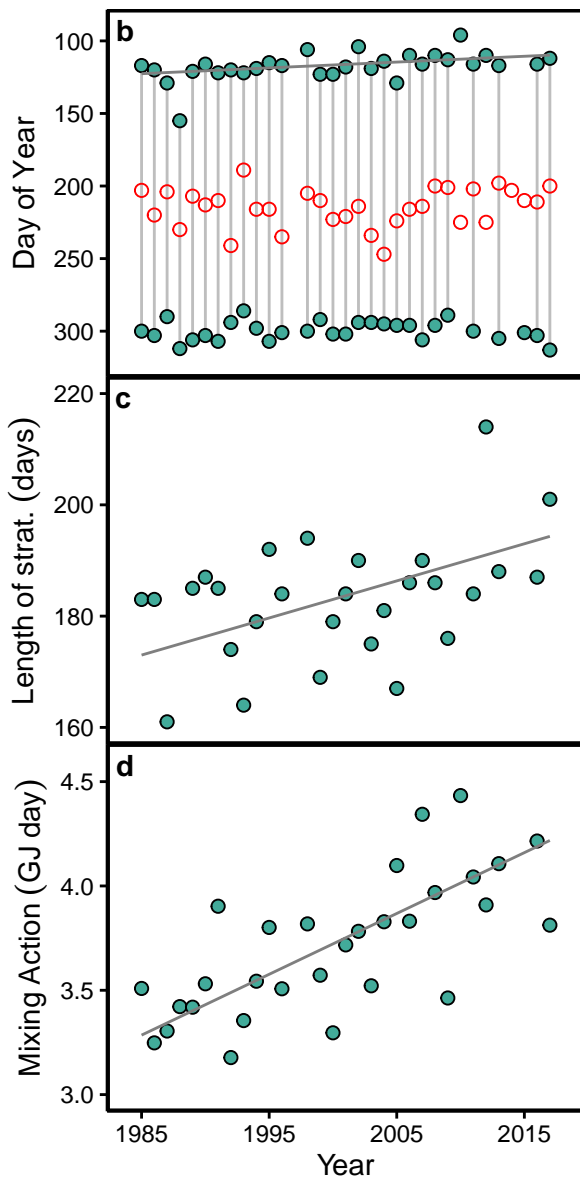 b
100
150
200
250
300
Day of Year
c
220
200
180
160
Length of strat. (days)
d
4.5
4.0
3.5
3.0
Mixing Action (GJ day)
1985 1995 2005 2015
Year